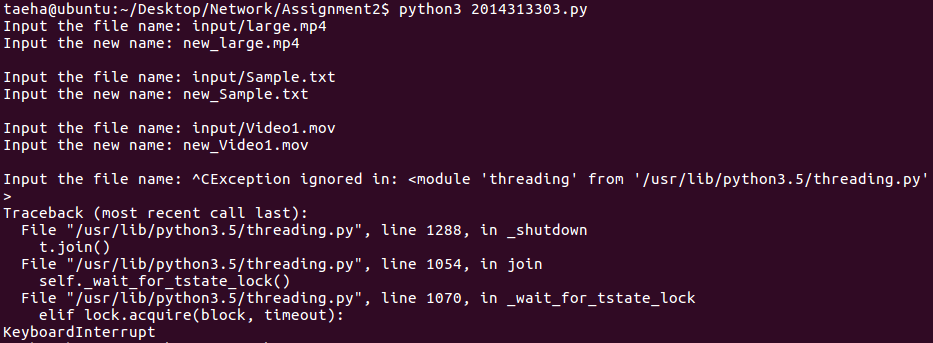 taeha@ubuntu:~/Desktop/Network/Assignment2$ python3 2014313303.py
Input the file name: input/large.mp4
Input the new name: new_large.mp4
Input the file name: input/Sample.txt
Input the new name: new_Sample.txt
Input the file name: input/Video1.mov
Input the new name: new_Video1.mov
Input the file name: ^CException ignored in: <module 'threading' from '/usr/lib/python3.5/threading.py'
>
Traceback (most recent call last):
  File "/usr/lib/python3.5/threading.py", line 1288, in _shutdown
    t.join()
  File "/usr/lib/python3.5/threading.py", line 1054, in join
    self._wait_for_tstate_lock()
  File "/usr/lib/python3.5/threading.py", line 1070, in _wait_for_tstate_lock
    elif lock.acquire(block, timeout):
KeyboardInterrupt